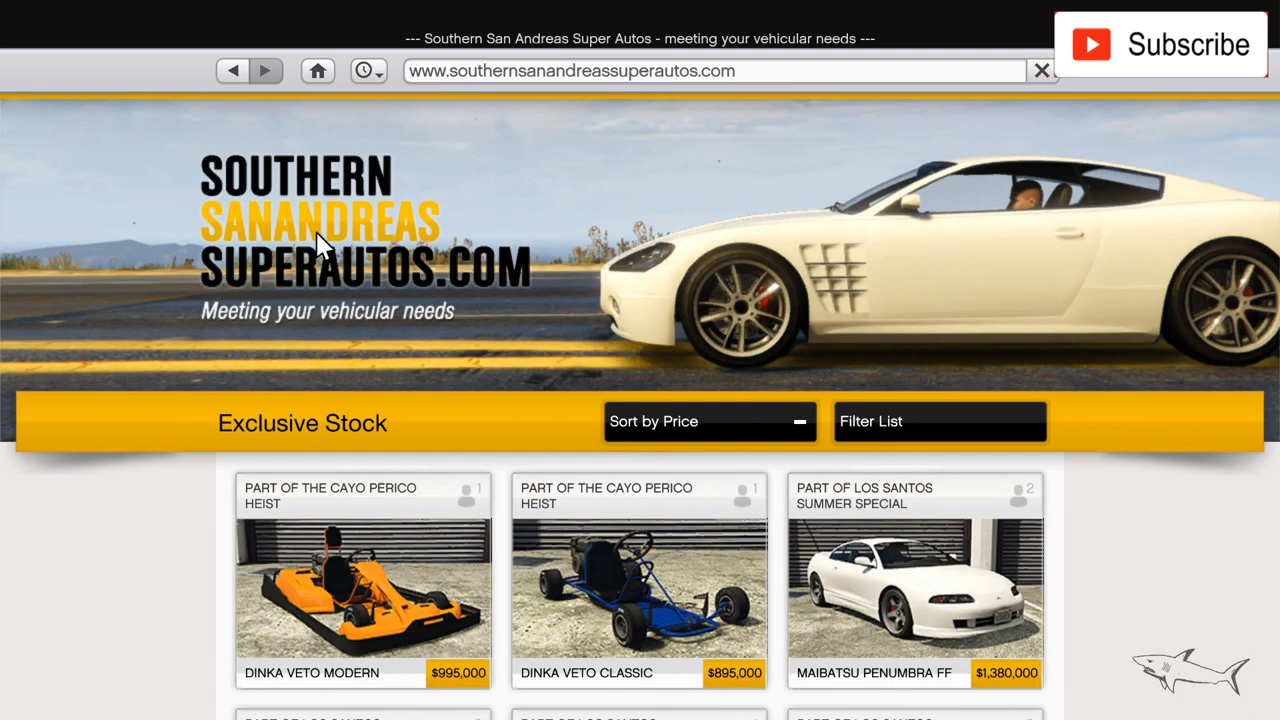 --- Southern San Andreas Super Autos - meeting your vehicular needs ---
Subscribe
www.southernsanandreassuperautos.com
SOUTHERN
SANANDREAS
SUPERAUTOS.COM
Meeting your vehicular needs
Exclusive Stock
Sort by Price
Filter List
PART OF THE CAYO PERICO
HEIST
1
DINKA VETO MODERN
$995,000
PART OF THE CAYO PERICO
HEIST
1
DINKA VETO CLASSIC
$895,000
PART OF LOS SANTOS
SUMMER SPECIAL
2
MAIBATSU PENUMBRA FF
$1,380,000